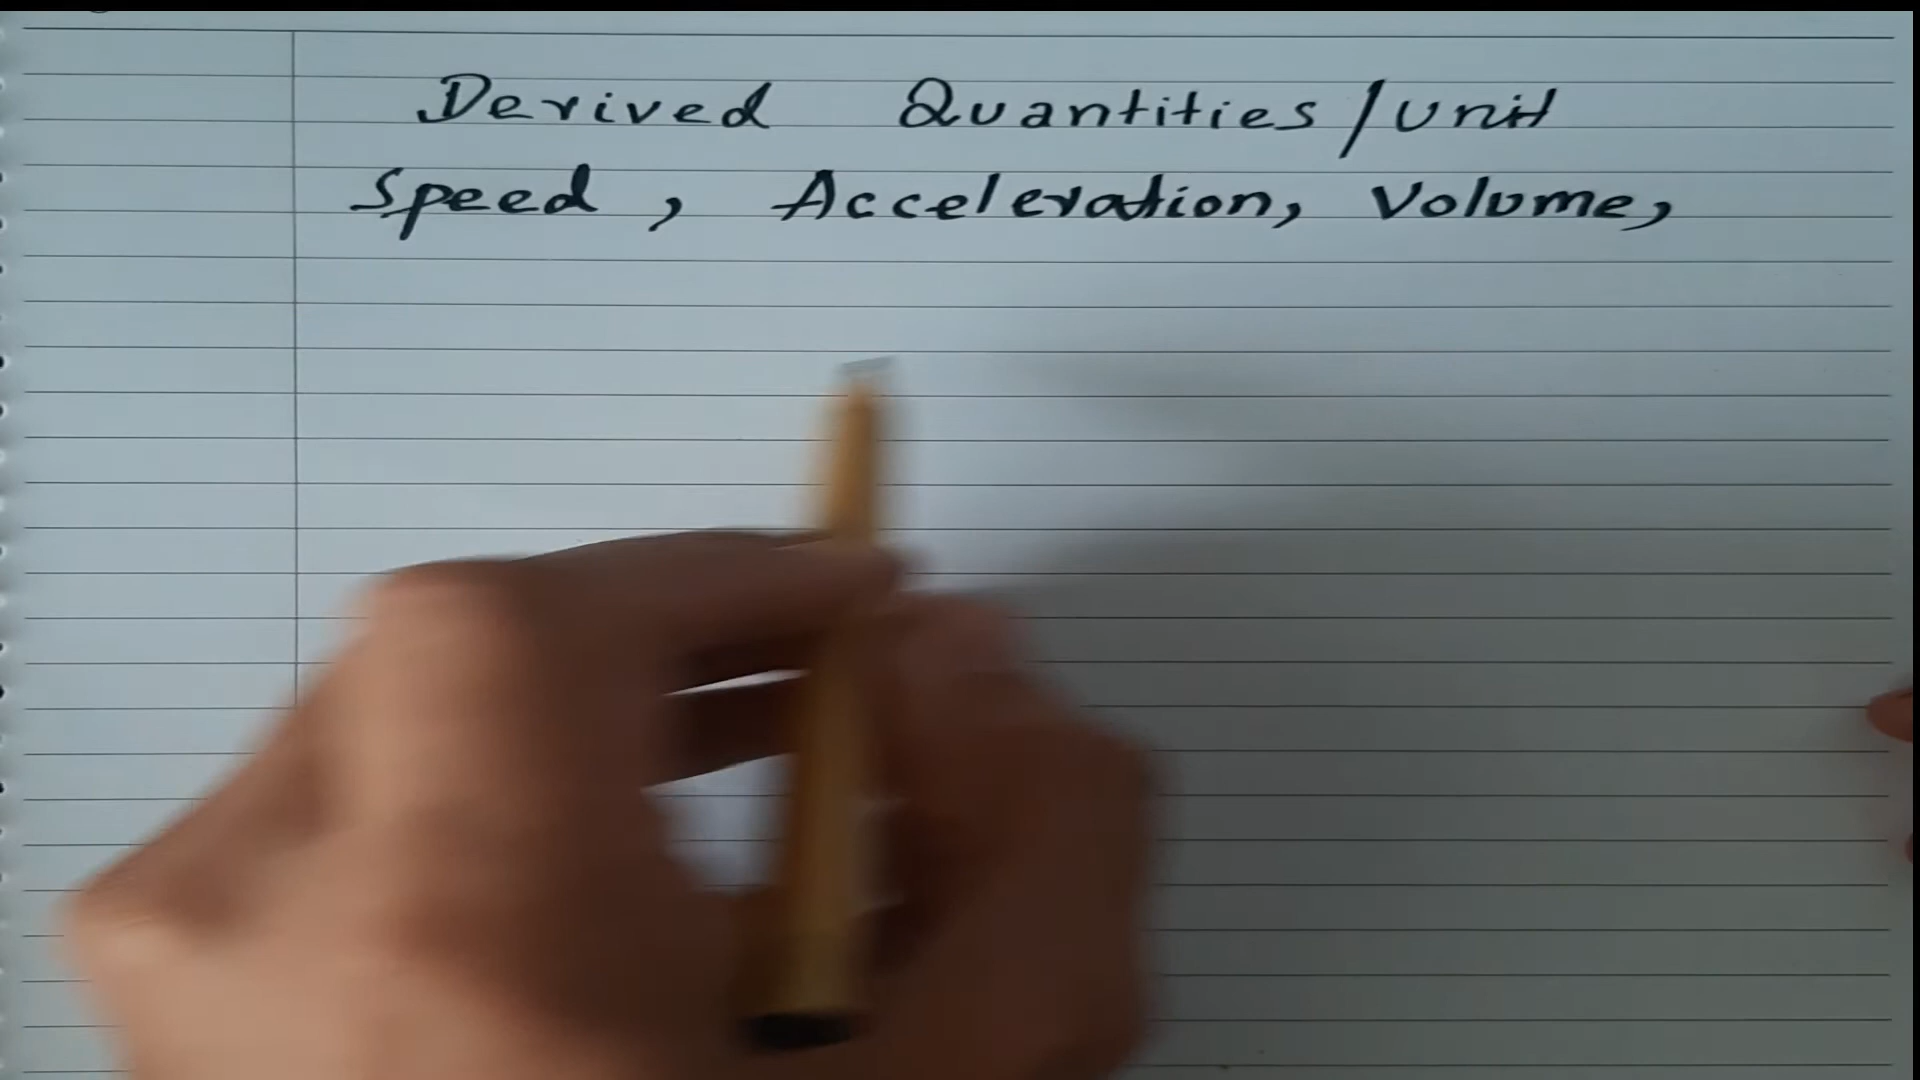 Derived Quantities/unit
Speed, Acceleration, Volume,